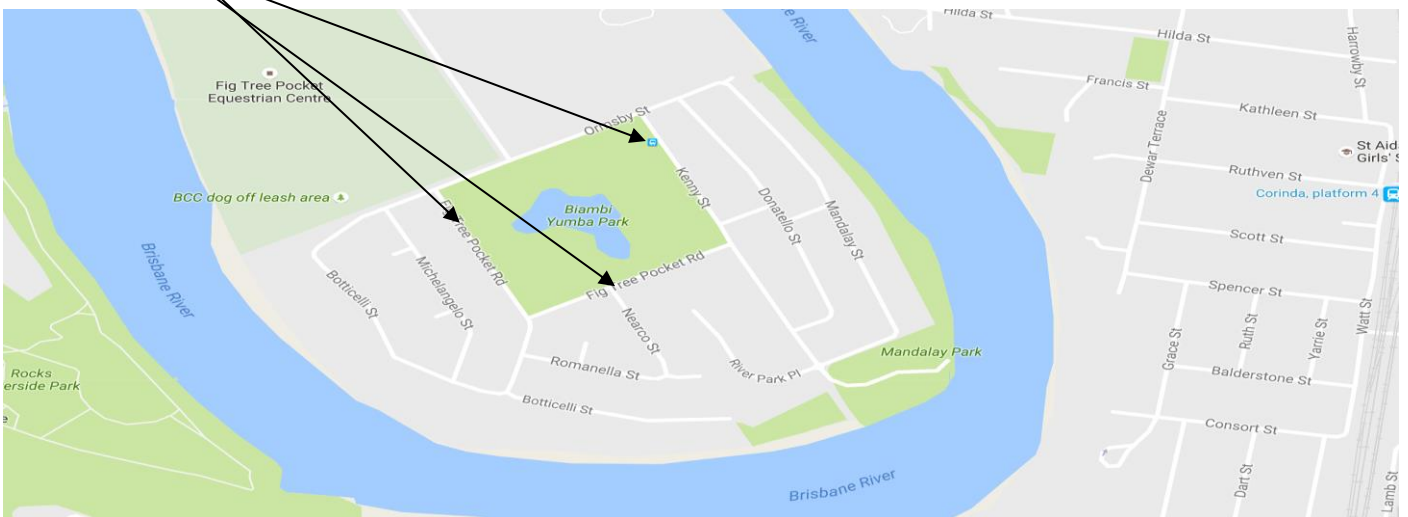 Hilda St
Hilda St
Harrowby St
Fig Tree Pocket
Equestrian Centre
Francis St
Kathleen St
Ormsby St
Dewar Terrace
St Aid
Girls'
Ruthven St
BCC dog off leash area
Corinda, platform 4
Kenny St
Biambi
Yumba Park
Donatello St
Mandalay St
Fig Tree Pocket Rd
Scott St
Brisbane River
Botticelli St
Michelangelo St
Fig Tree Pocket Rd
Spencer St
Nearco St
Watt St
Grace St
Ruth St
Yarrie St
Mandalay Park
Romanella St
River Park Pl
Rocks
erside Park
Balderstone St
Botticelli St
Consort St
Brisbane River
Dart St
Lamb St
e River